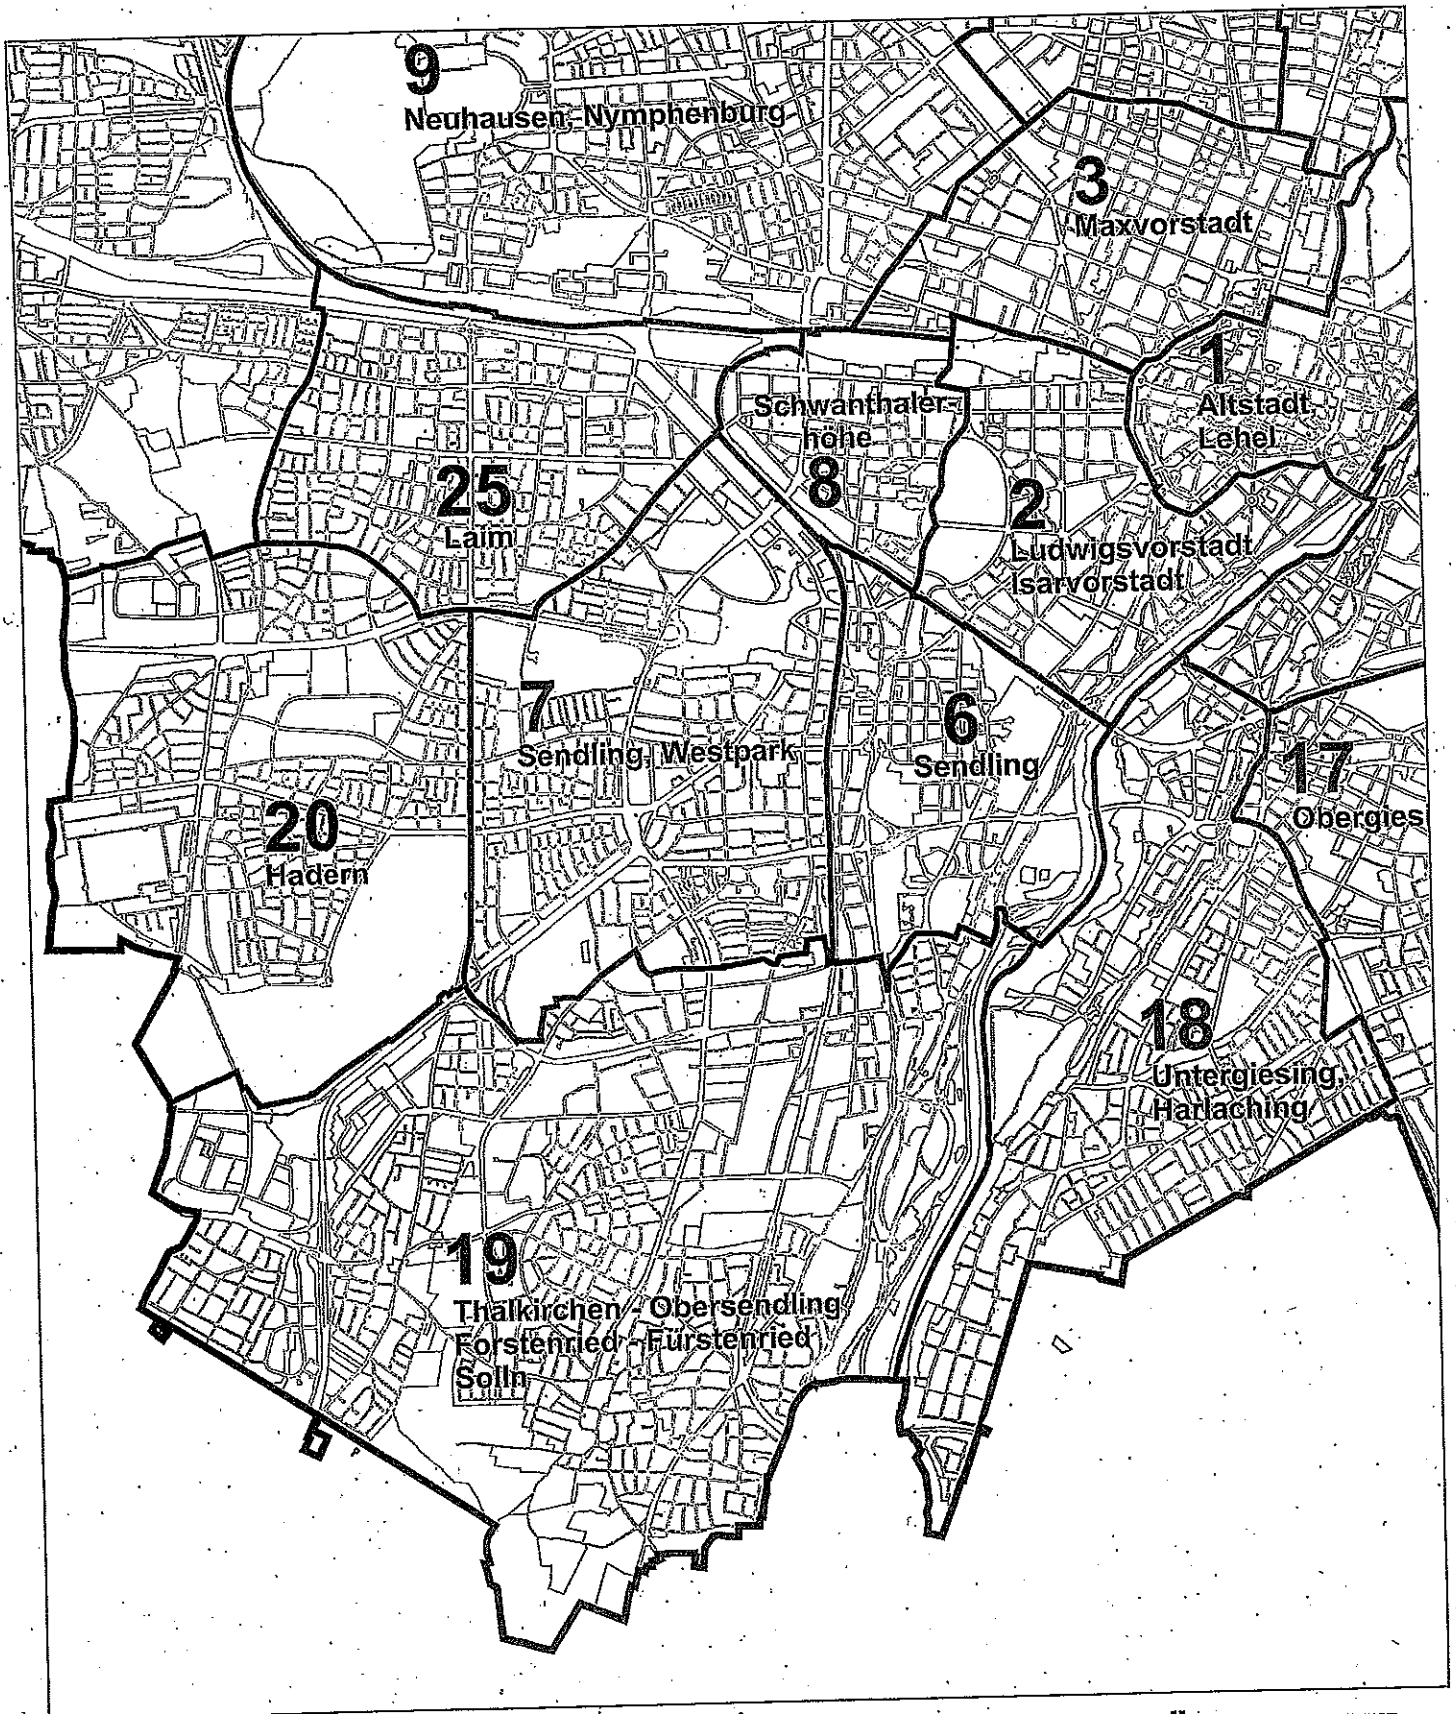 9
Neuhausen, Nymphenburg
3
Maxvorstadt
1
Altstadt,
Lehel
Schwanthaler-
höhe
8
25
Laim
2
Ludwigsvorstadt
Isarvorstadt
7
Sendling, Westpark
6
Sendling
17
Obergies
20
Hadern
18
Untergiesing,
Harlaching
19
Thalkirchen - Obersendling
Forstenried - Fürstenried
Solln